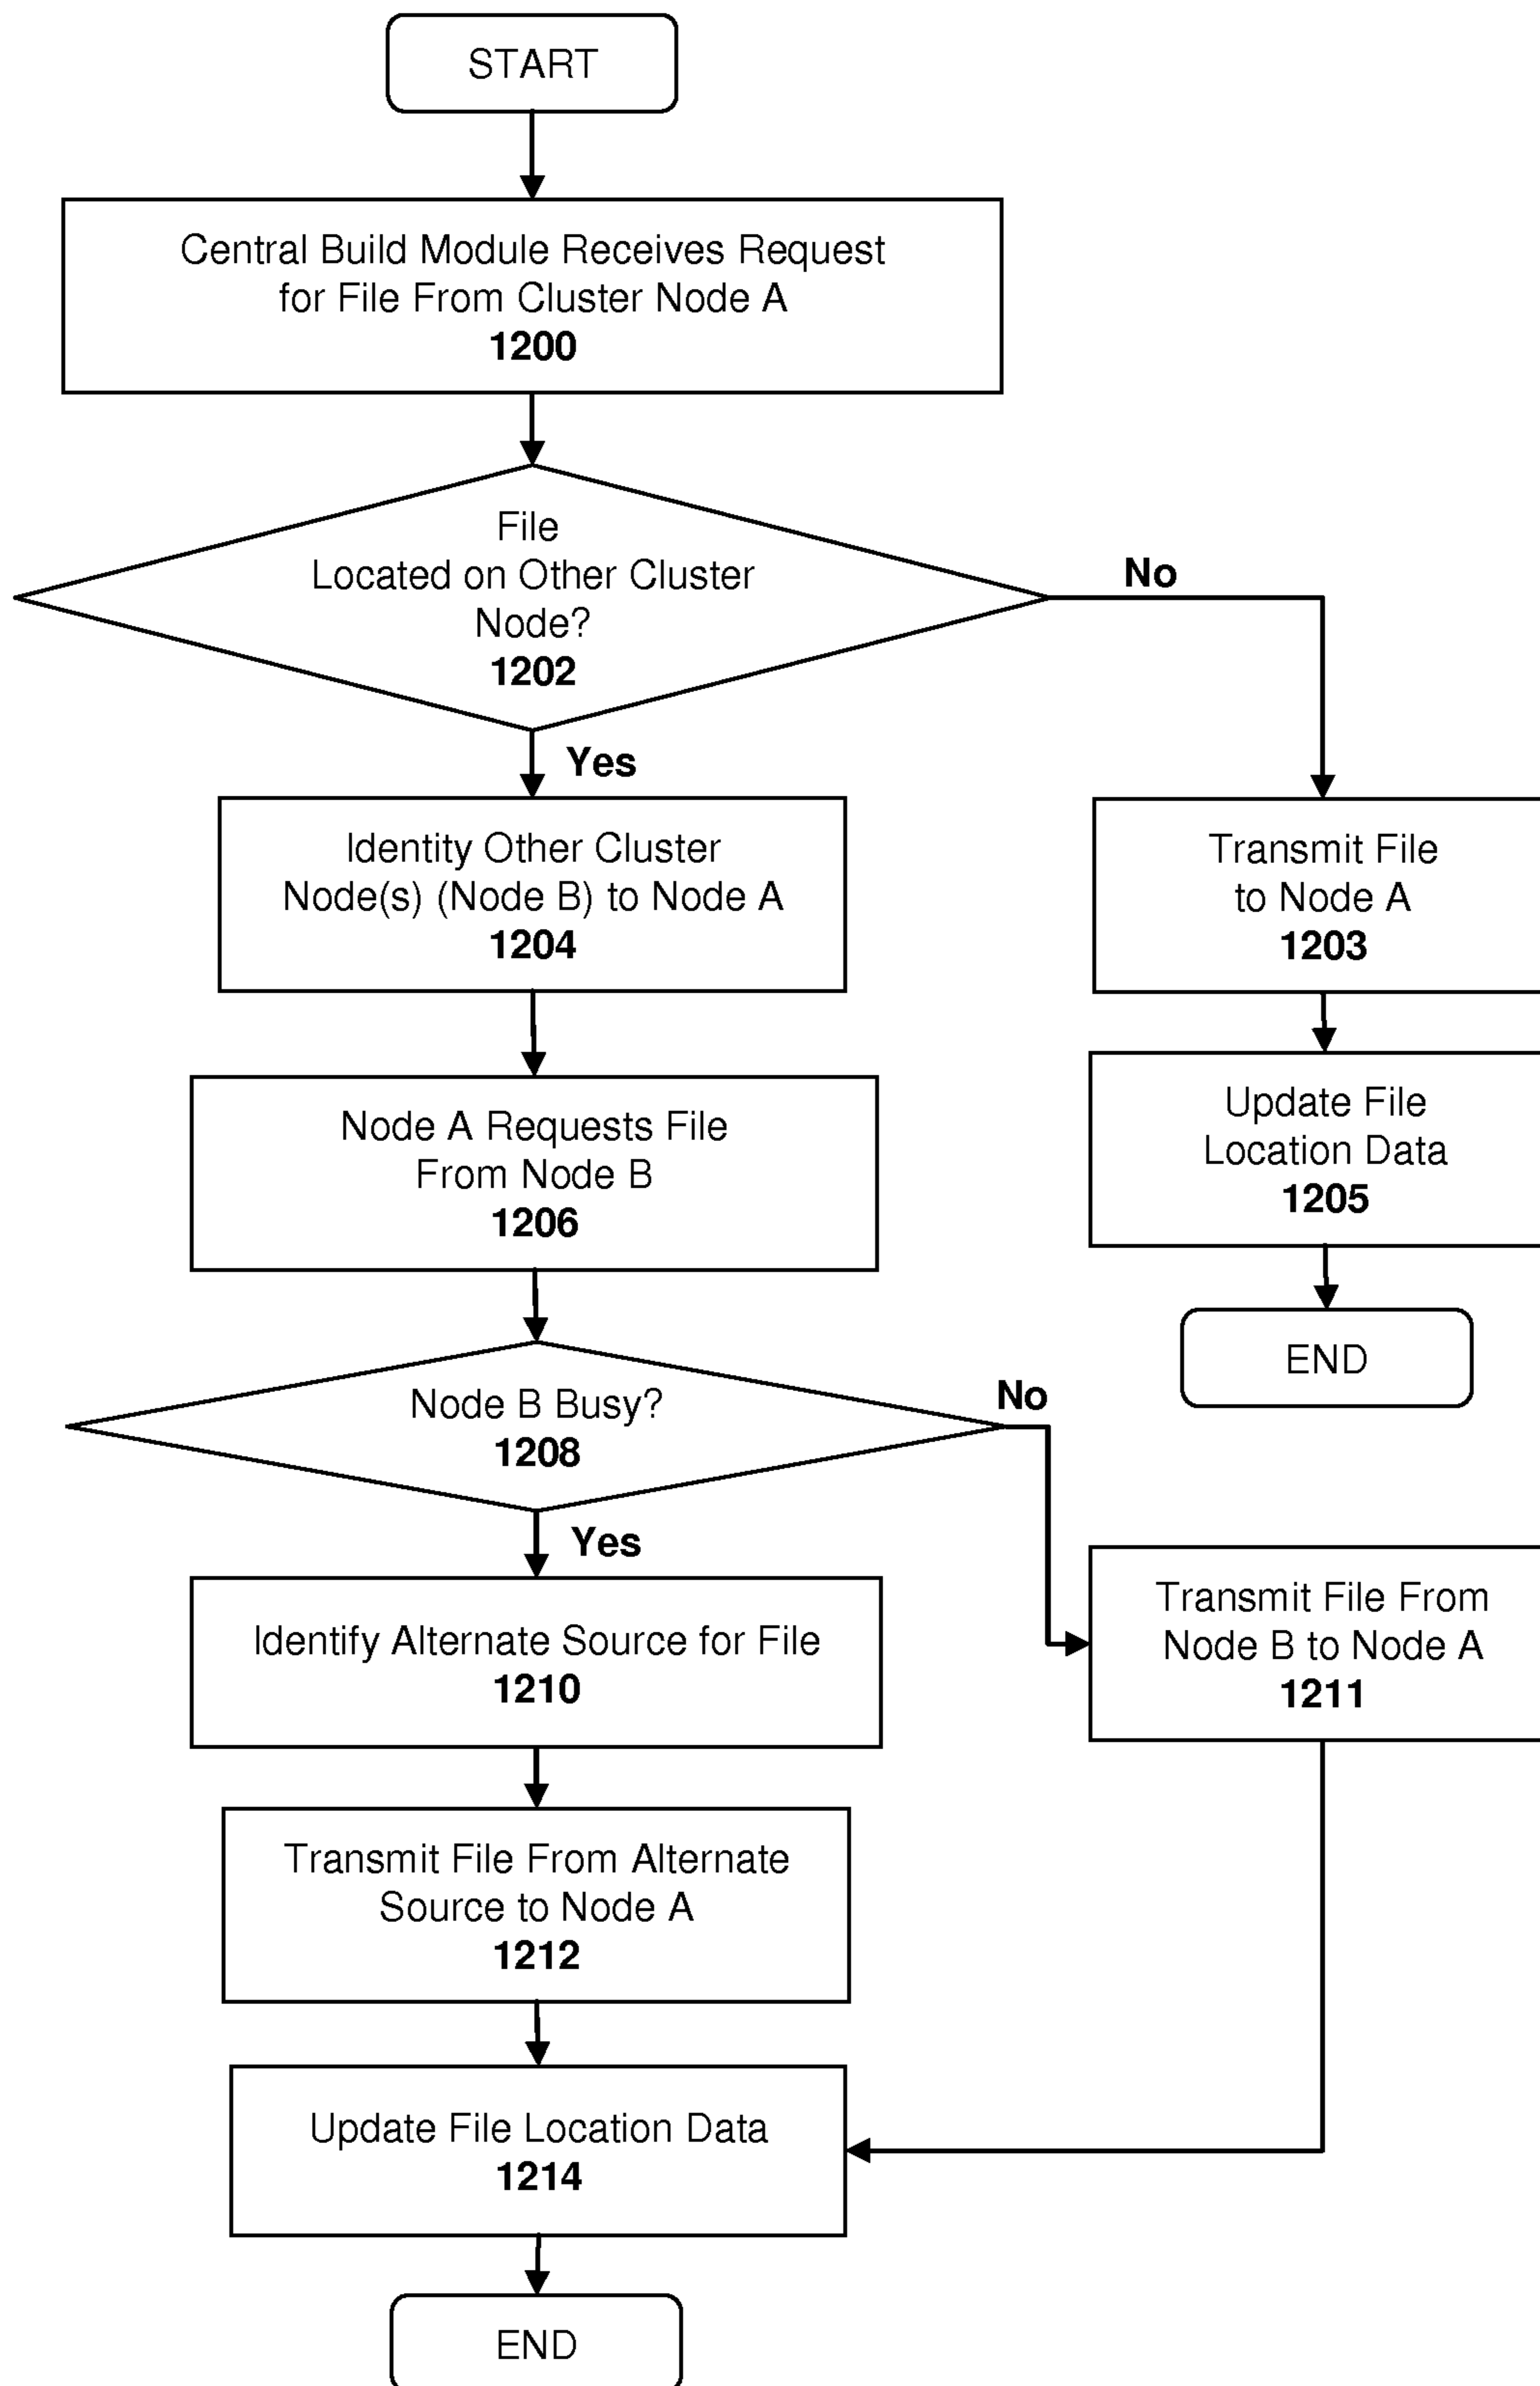 START
Central Build Module Receives Request
for File From Cluster Node A
1200
File
Located on Other Cluster
Node?
1202
No
Yes
Identity Other Cluster
Node(s) (Node B) to Node A
1204
Transmit File
to Node A
1203
Node A Requests File
From Node B
1206
Update File
Location Data
1205
END
Node B Busy?
1208
No
Yes
Identify Alternate Source for File
1210
Transmit File From
Node B to Node A
1211
Transmit File From Alternate
Source to Node A
1212
Update File Location Data
1214
END